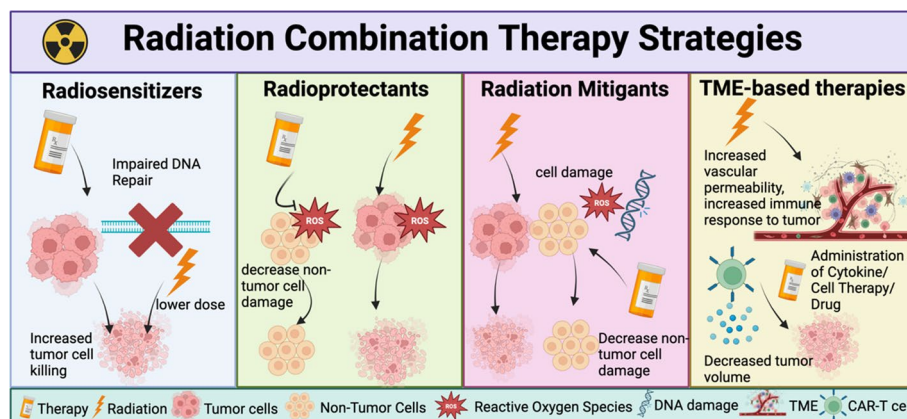 Radiation Combination Therapy Strategies
Radiosensitizers
Impaired DNA
Repair
lower dose
Increased
tumor cell
killing
Radioprotectants
ROS
ROS
decrease non-
tumor cell
damage
Radiation Mitigants
cell damage
ROS
Decrease non-
tumor cell
damage
TME-based therapies
Increased
vascular
permeability,
increased immune
response to tumor
Administration
of Cytokine/
Cell Therapy/
Drug
Decreased tumor
volume
Therapy
Radiation
Tumor cells
Non-Tumor Cells
ROS
Reactive Oxygen Species
DNA damage
TME
CAR-T ce